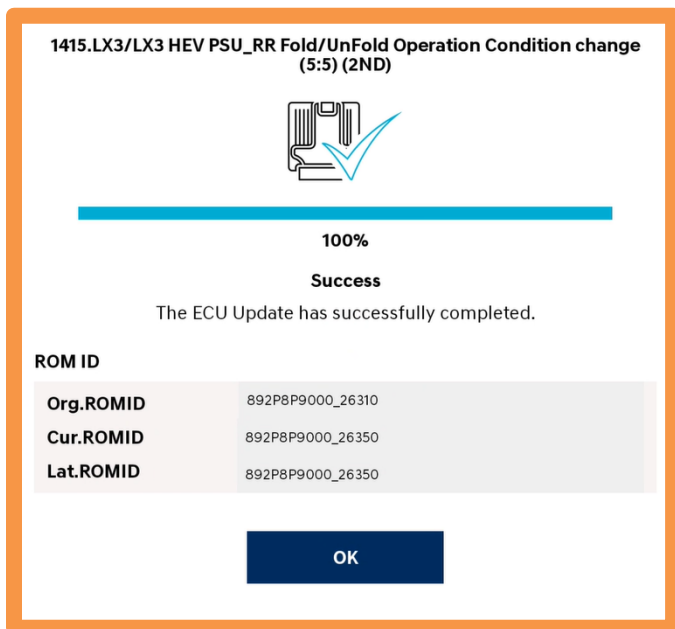 1415.LX3/LX3 HEV PSU_RR Fold/UnFold Operation Condition change
(5:5) (2ND)
100%
Success
The ECU Update has successfully completed.
ROM ID
Org.ROMID 892P8P9000_26310
Cur.ROMID 892P8P9000_26350
Lat.ROMID 892P8P9000_26350
OK